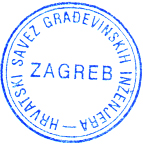 HRVATSKI SAVEZ GRAĐEVINSKIH INŽENJERA –
ZAGREB